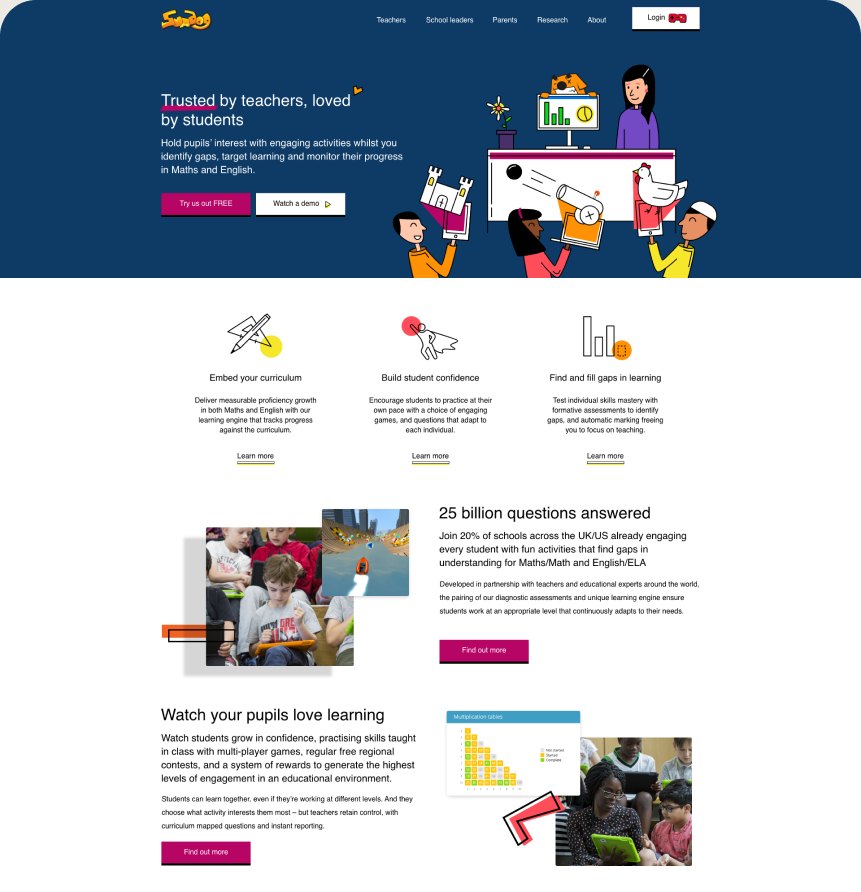 Sumdog
Teachers School leaders Parents Research About Login
Trusted by teachers, loved
by students
Hold pupils' interest with engaging activities whilst you
identify gaps, target learning and monitor their progress
in Maths and English.
Try us out FREE Watch a demo
Embed your curriculum
Deliver measurable proficiency growth
in both Maths and English with our
learning engine that tracks progress
against the curriculum.
Learn more
Build student confidence
Encourage students to practise at their
own pace with a choice of engaging
games, and questions that adapt to
each individual.
Learn more
Find and fill gaps in learning
Test individual skills mastery with
formative assessments to identify
gaps, and automatic marking freeing
you to focus on teaching.
Learn more
25 billion questions answered
Join 20% of schools across the UK/US already engaging
every student with fun activities that find gaps in
understanding for Maths/Math and English/ELA
Developed in partnership with teachers and educational experts around the world,
the pairing of our diagnostic assessments and unique learning engine ensure
students work at an appropriate level that continuously adapts to their needs.
Find out more
Watch your pupils love learning
Watch students grow in confidence, practising skills taught
in class with multi-player games, regular free regional
contests, and a system of rewards to generate the highest
levels of engagement in an educational environment.
Students can learn together, even if they're working at different levels. And they
choose what activity interests them most – but teachers retain control, with
curriculum mapped questions and instant reporting.
Find out more
Multiplication tables
Not started
Started
Complete